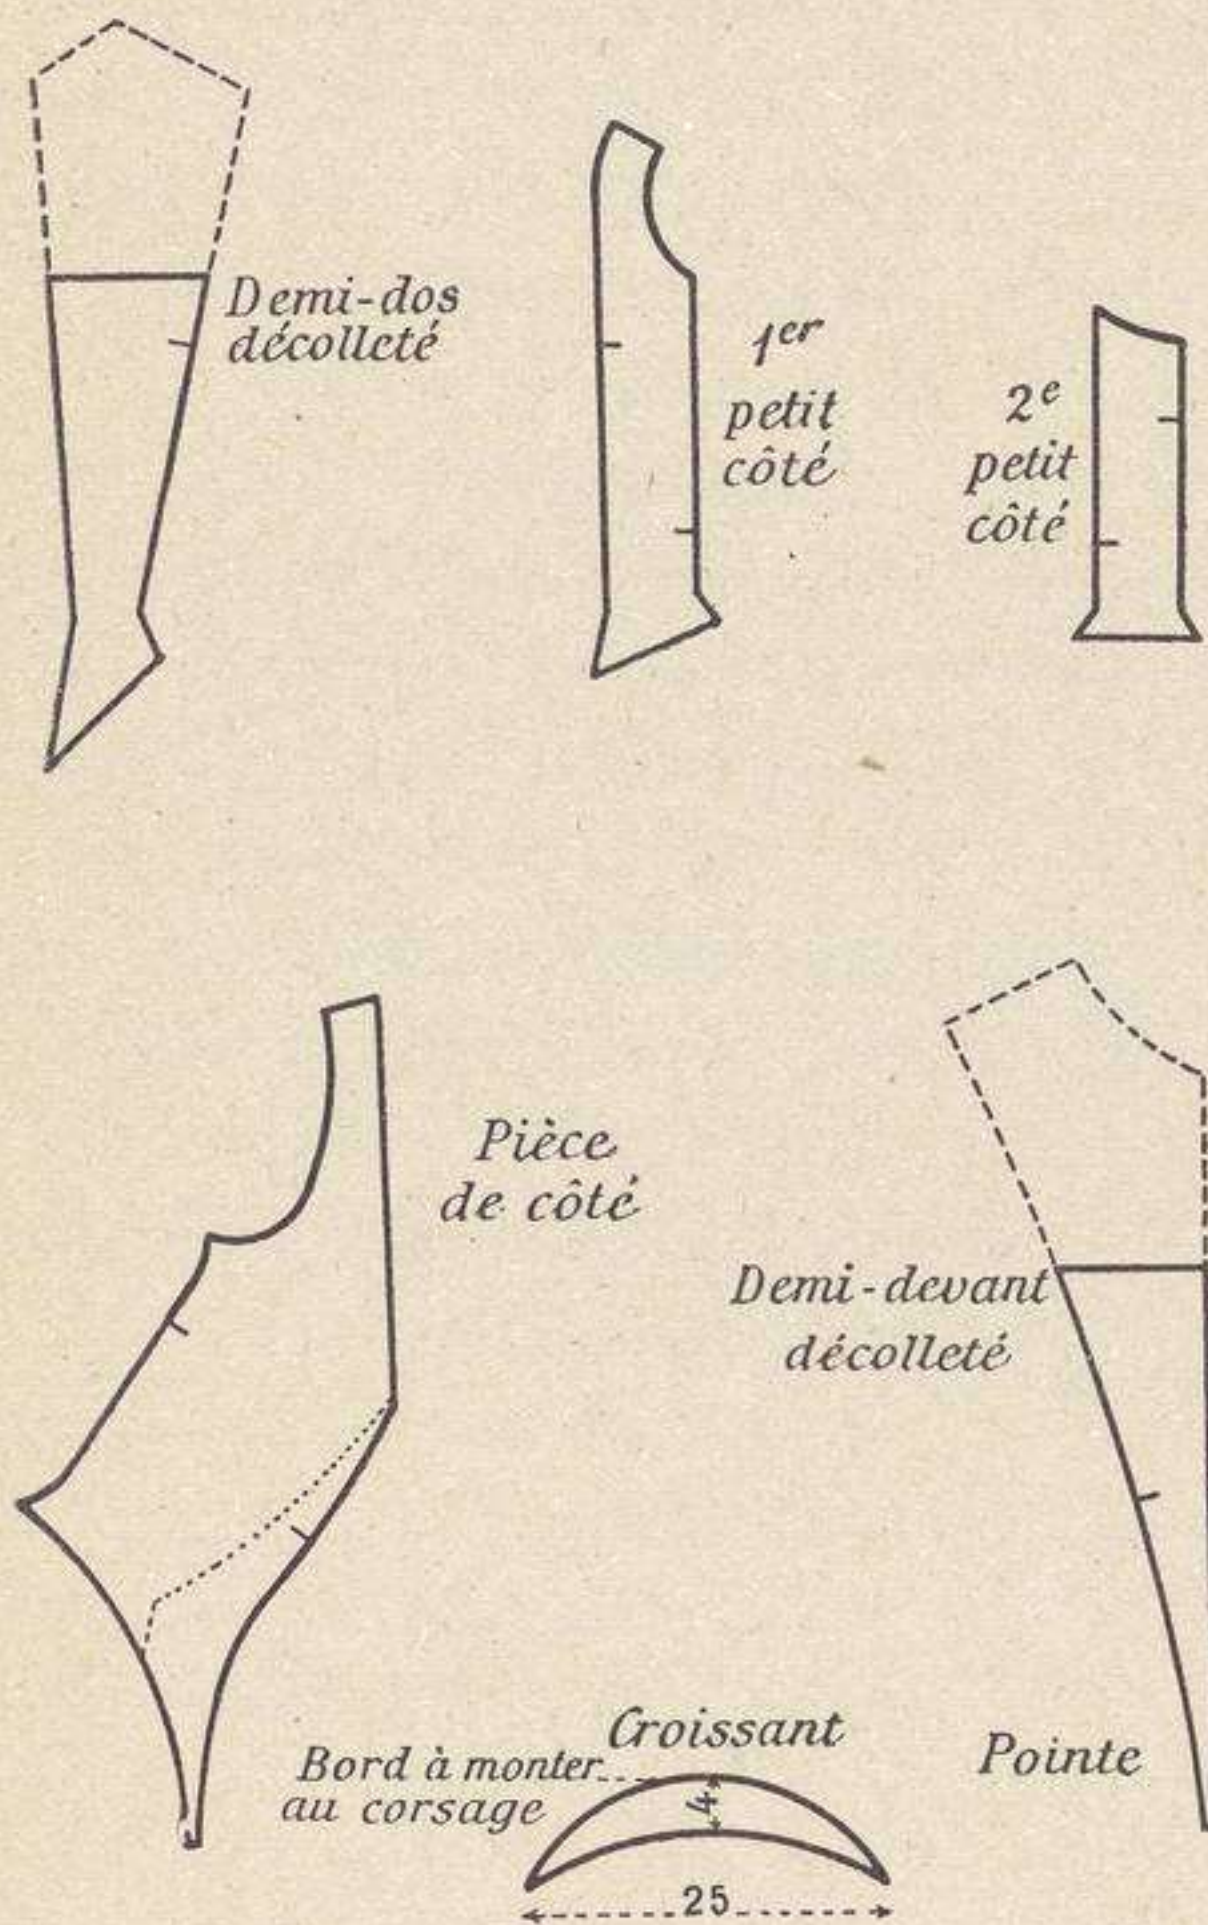 Demi-dos
décolleté
1er
petit
côté
2e
petit
côté
Pièce
de côté
Demi-devant
décolleté
Croissant
Bord à monter
au corsage
4
25
Pointe